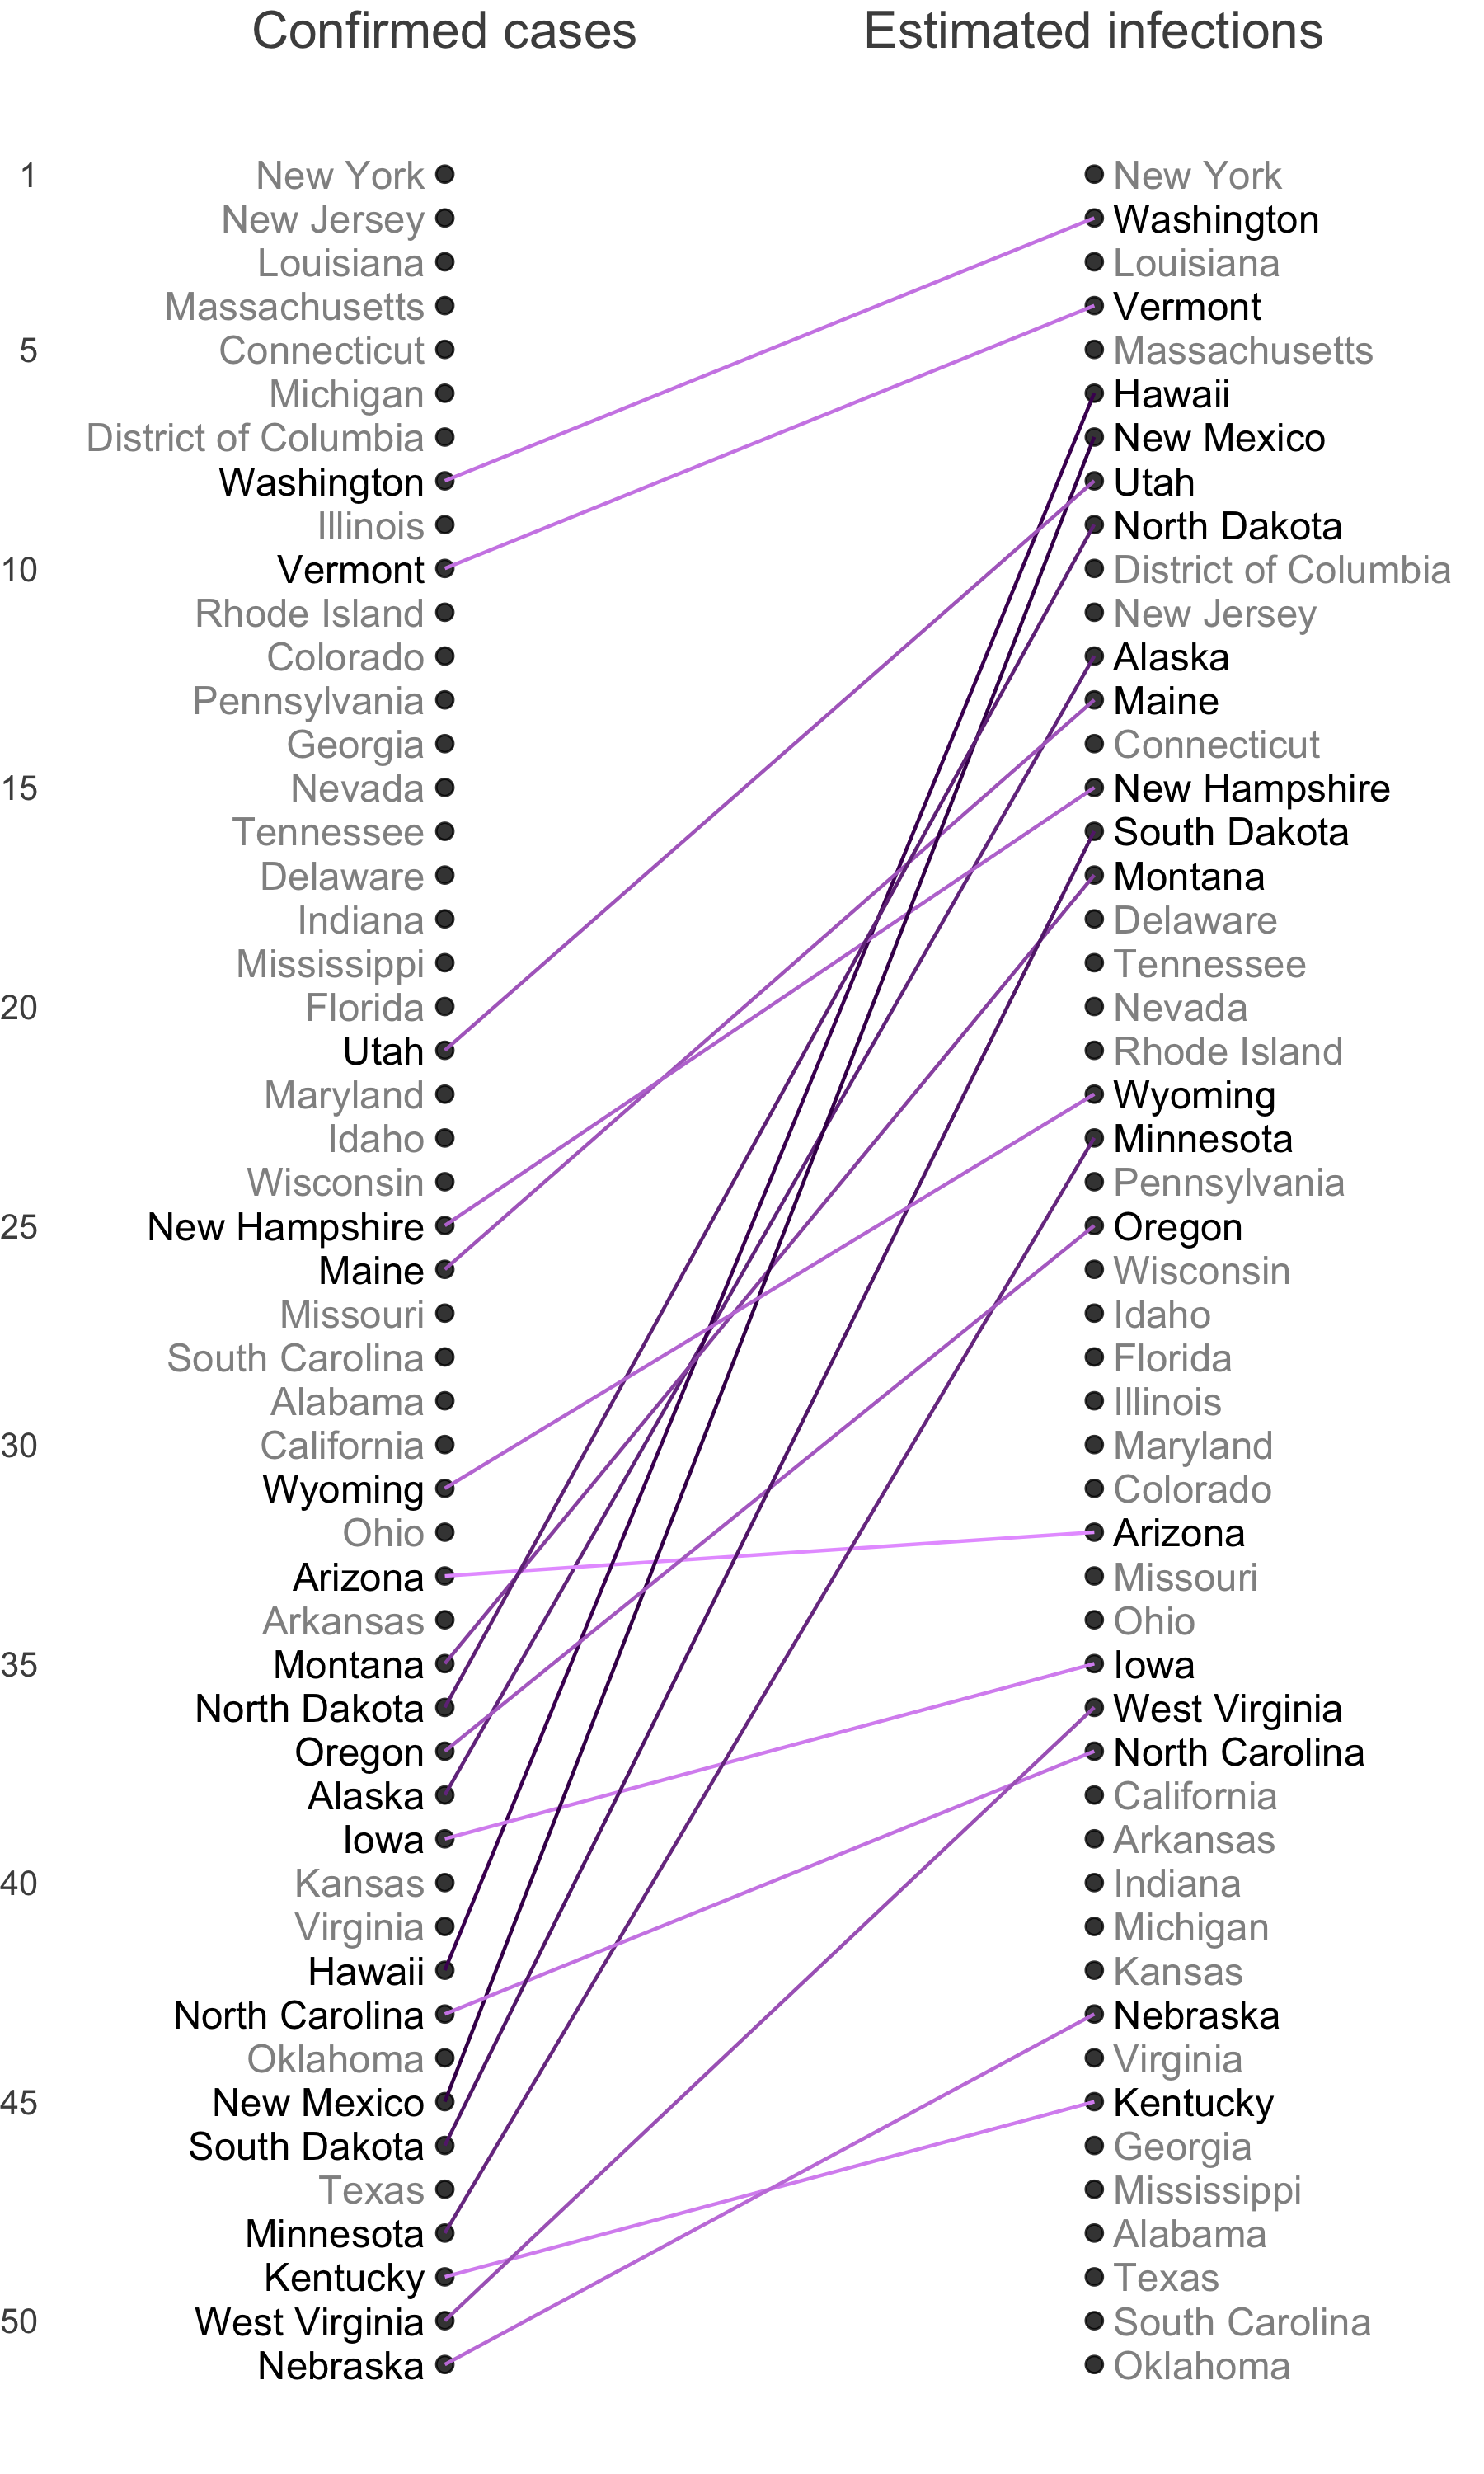 Confirmed cases Estimated infections
1 New York New York
New Jersey Washington
Louisiana Louisiana
Massachusetts Vermont
5 Connecticut Massachusetts
Michigan Hawaii
District of Columbia New Mexico
Washington Utah
Illinois North Dakota
10 Vermont District of Columbia
Rhode Island New Jersey
Colorado Alaska
Pennsylvania Maine
Georgia Connecticut
15 Nevada New Hampshire
Tennessee South Dakota
Delaware Montana
Indiana Delaware
Mississippi Tennessee
20 Florida Nevada
Utah Rhode Island
Maryland Wyoming
Idaho Minnesota
Wisconsin Pennsylvania
25 New Hampshire Oregon
Maine Wisconsin
Missouri Idaho
South Carolina Florida
Alabama Illinois
30 California Maryland
Wyoming Colorado
Ohio Arizona
Arizona Missouri
Arkansas Ohio
35 Montana Iowa
North Dakota West Virginia
Oregon North Carolina
Alaska California
Iowa Arkansas
40 Kansas Indiana
Virginia Michigan
Hawaii Kansas
North Carolina Nebraska
Oklahoma Virginia
45 New Mexico Kentucky
South Dakota Georgia
Texas Mississippi
Minnesota Alabama
Kentucky Texas
50 West Virginia South Carolina
Nebraska Oklahoma